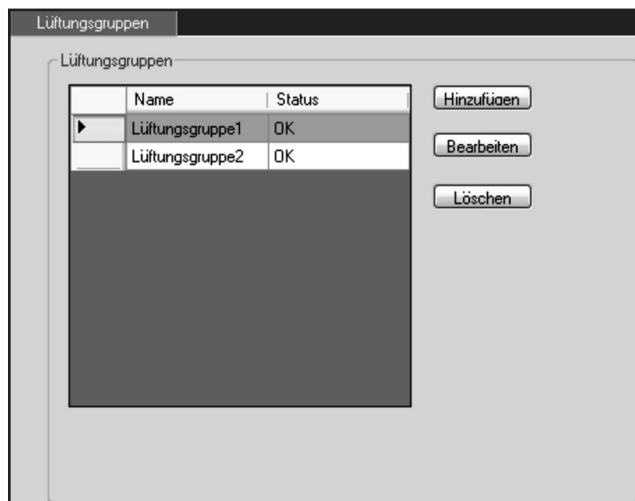 Lüftungsgruppen
Lüftungsgruppen
Name Status
Lüftungsgruppe1 OK
Lüftungsgruppe2 OK
Hinzufügen
Bearbeiten
Löschen